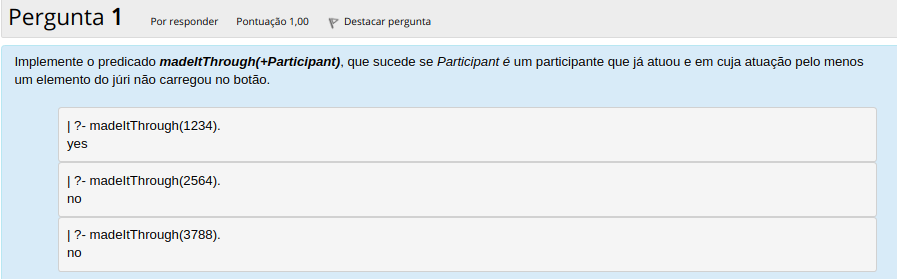 Pergunta 1 Por responder Pontuação 1,00 Destacar pergunta
Implemente o predicado madeItThrough(+Participant), que sucede se Participant é um participante que já atuou e em cuja atuação pelo menos
um elemento do júri não carregou no botão.
| ?- madeItThrough(1234).
yes
| ?- madeItThrough(2564).
no
| ?- madeItThrough(3788).
no